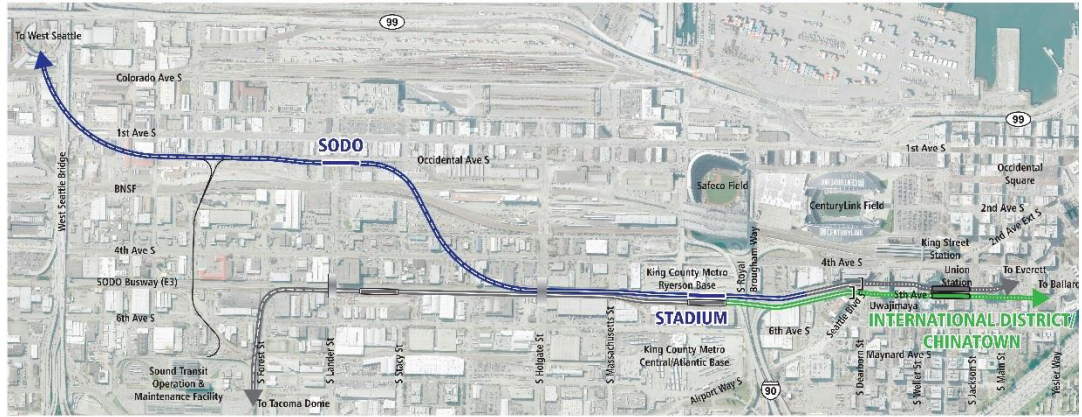 99
To West Seattle
Colorado Ave S
99
1st Ave S
SODO
Occidental Ave S
1st Ave S
Occidental
Square
West Seattle Bridge
BNSF
Safeco Field
CenturyLink Field
2nd Ave S
2nd Ave Ext S
4th Ave S
King County Metro
Ryerson Base
S Royal
Brougham Way
4th Ave S
King Street
Station
Union
Station
To Everett
To Ballard
SODO Busway (E3)
STADIUM
5th Ave
Uwajimaya
INTERNATIONAL DISTRICT/
CHINATOWN
6th Ave S
6th Ave S
Seattle Blvd S
S Forest St
S Lander St
S Stacy St
S Holgate St
S Massachusetts St
King County Metro
Central/Atlantic Base
Airport Way S
90
S Dearborn St
Maynard Ave S
S Weller St
S Jackson St
S Main St
Yesler Way
Sound Transit
Operation &
Maintenance Facility
To Tacoma Dome